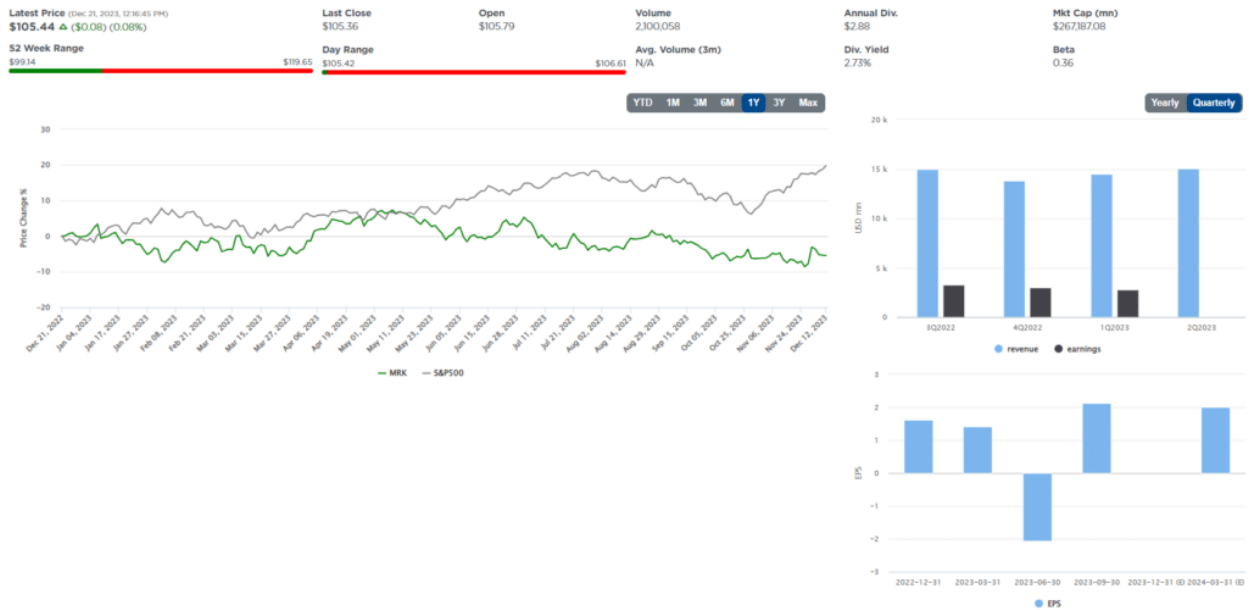 Latest Price (Dec 21, 2023, 12:16:45 PM)
$105.44 ($0.08) (0.08%)
Last Close
$105.36
Open
$105.79
Volume
2,100,058
Annual Div.
$2.88
Mkt Cap (mn)
$267,187.08
52 Week Range
$99.14 $119.65
Day Range
$105.42 $106.61
Avg. Volume (3m)
N/A
Div. Yield
2.73%
Beta
0.36
YTD 1M 3M 6M 1Y 3Y Max
Price Change %
30
20
10
0
-10
-20
Dec 21, 2022
Jan 04, 2023
Jan 17, 2023
Jan 27, 2023
Feb 08, 2023
Feb 21, 2023
Mar 03, 2023
Mar 15, 2023
Mar 27, 2023
Apr 06, 2023
Apr 19, 2023
May 01, 2023
May 11, 2023
May 23, 2023
Jun 05, 2023
Jun 15, 2023
Jun 28, 2023
Jul 11, 2023
Jul 21, 2023
Aug 02, 2023
Aug 14, 2023
Aug 29, 2023
Sep 15, 2023
Oct 05, 2023
Oct 25, 2023
Nov 06, 2023
Nov 24, 2023
Dec 12, 2023
MRK S&P500
Yearly Quarterly
USD mn
20 k
15 k
10 k
5 k
0
3Q2022 4Q2022 1Q2023 2Q2023
revenue earnings
EPS
3
2
1
0
-1
-2
-3
2022-12-31 2023-03-31 2023-06-30 2023-09-30 2023-12-31 (E) 2024-03-31 (E)
EPS